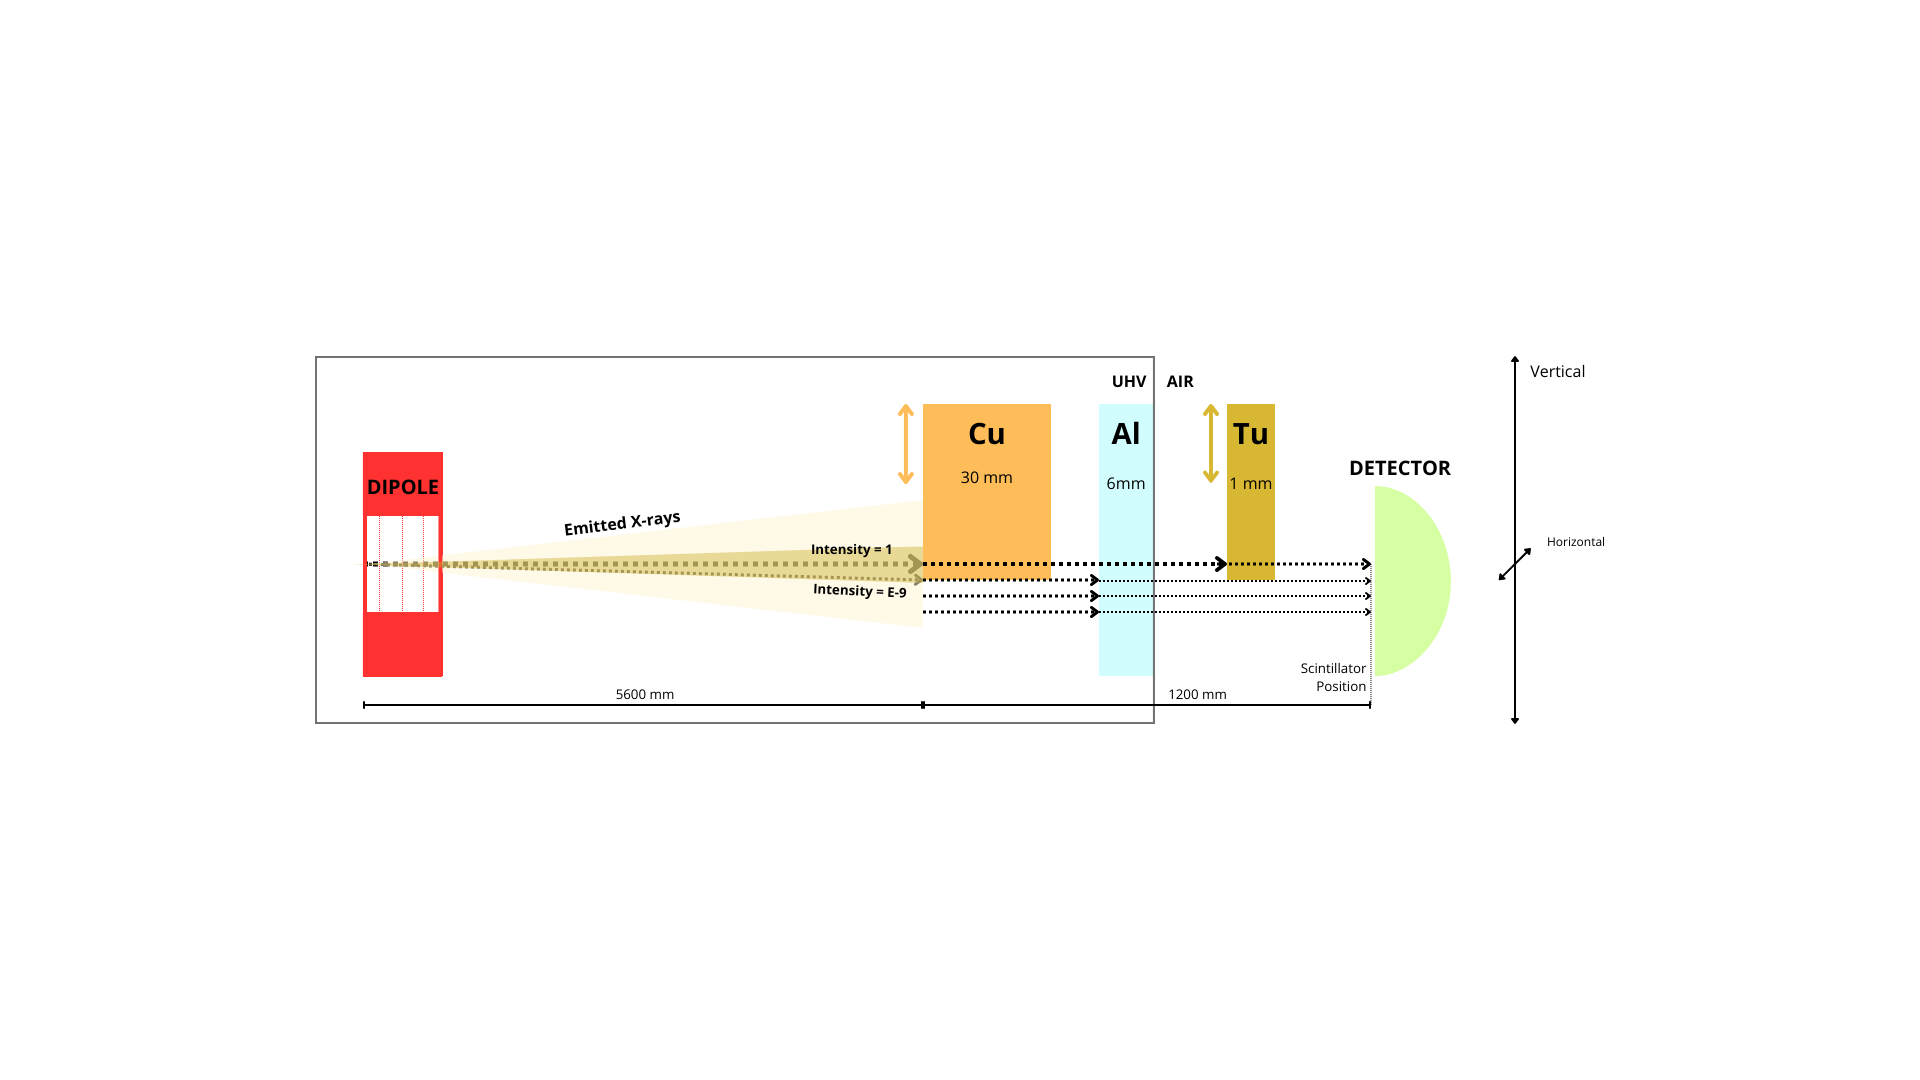 Vertical
UHV
AIR
Cu
Al
Tu
30 mm
6mm
1 mm
DETECTOR
DIPOLE
Emitted X-rays
Intensity = 1
Horizontal
Intensity = E-9
Scintillator
Position
5600 mm
1200 mm